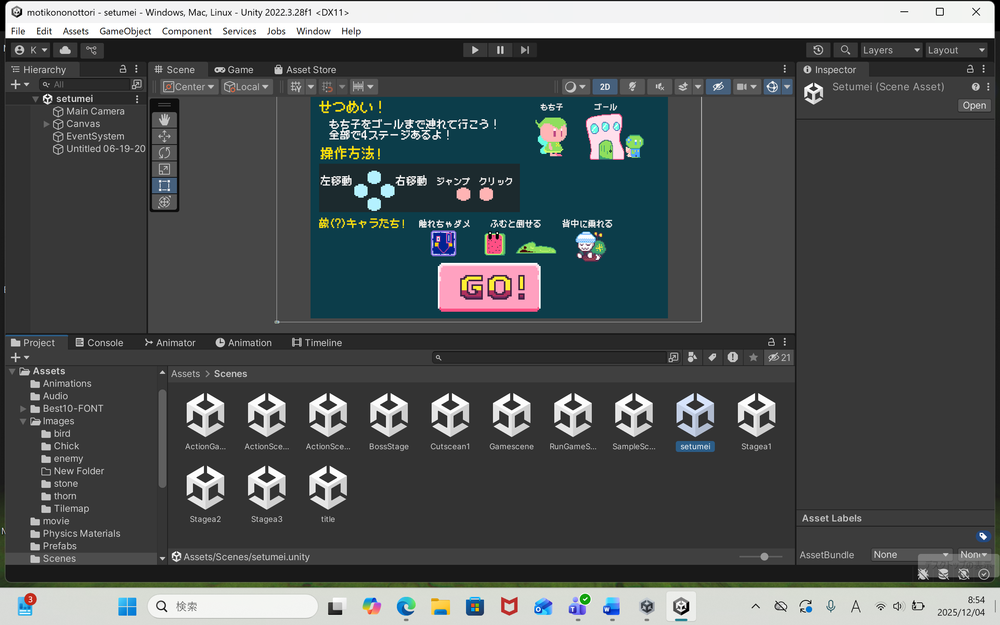 motikononottori - setumei - Windows, Mac, Linux - Unity 2022.3.28f1 <DX11>
File Edit Assets GameObject Component Services Jobs Window Help
K Layers Layout
Hierarchy
All
setumei
Main Camera
Canvas
EventSystem
Untitled 06-19-20
Scene Game Asset Store
Center Local 2D
せつめい！
もち子をゴールまで連れて行こう！
全部で4ステージあるよ！
もち子 ゴール
操作方法！
左移動 右移動 ジャンプ クリック
敵(?)キャラたち！ 触れちゃダメ ふむと倒せる 背中に乗れる
GO!
Inspector
Setumei (Scene Asset)
Open
Project Console Animator Animation Timeline
21
Assets
Animations
Audio
Best10-FONT
Images
bird
Chick
enemy
New Folder
stone
thorn
Tilemap
movie
Physics Materials
Prefabs
Scenes
Assets > Scenes
ActionGa... ActionSce... ActionSce... BossStage Cutscean1 Gamescene RunGameS... SampleSc... setumei Stagea1
Stagea2 Stagea3 title
Assets/Scenes/setumei.unity
Asset Labels
AssetBundle None
デスクトップの表示
3
検索
A
8:54
2025/12/04